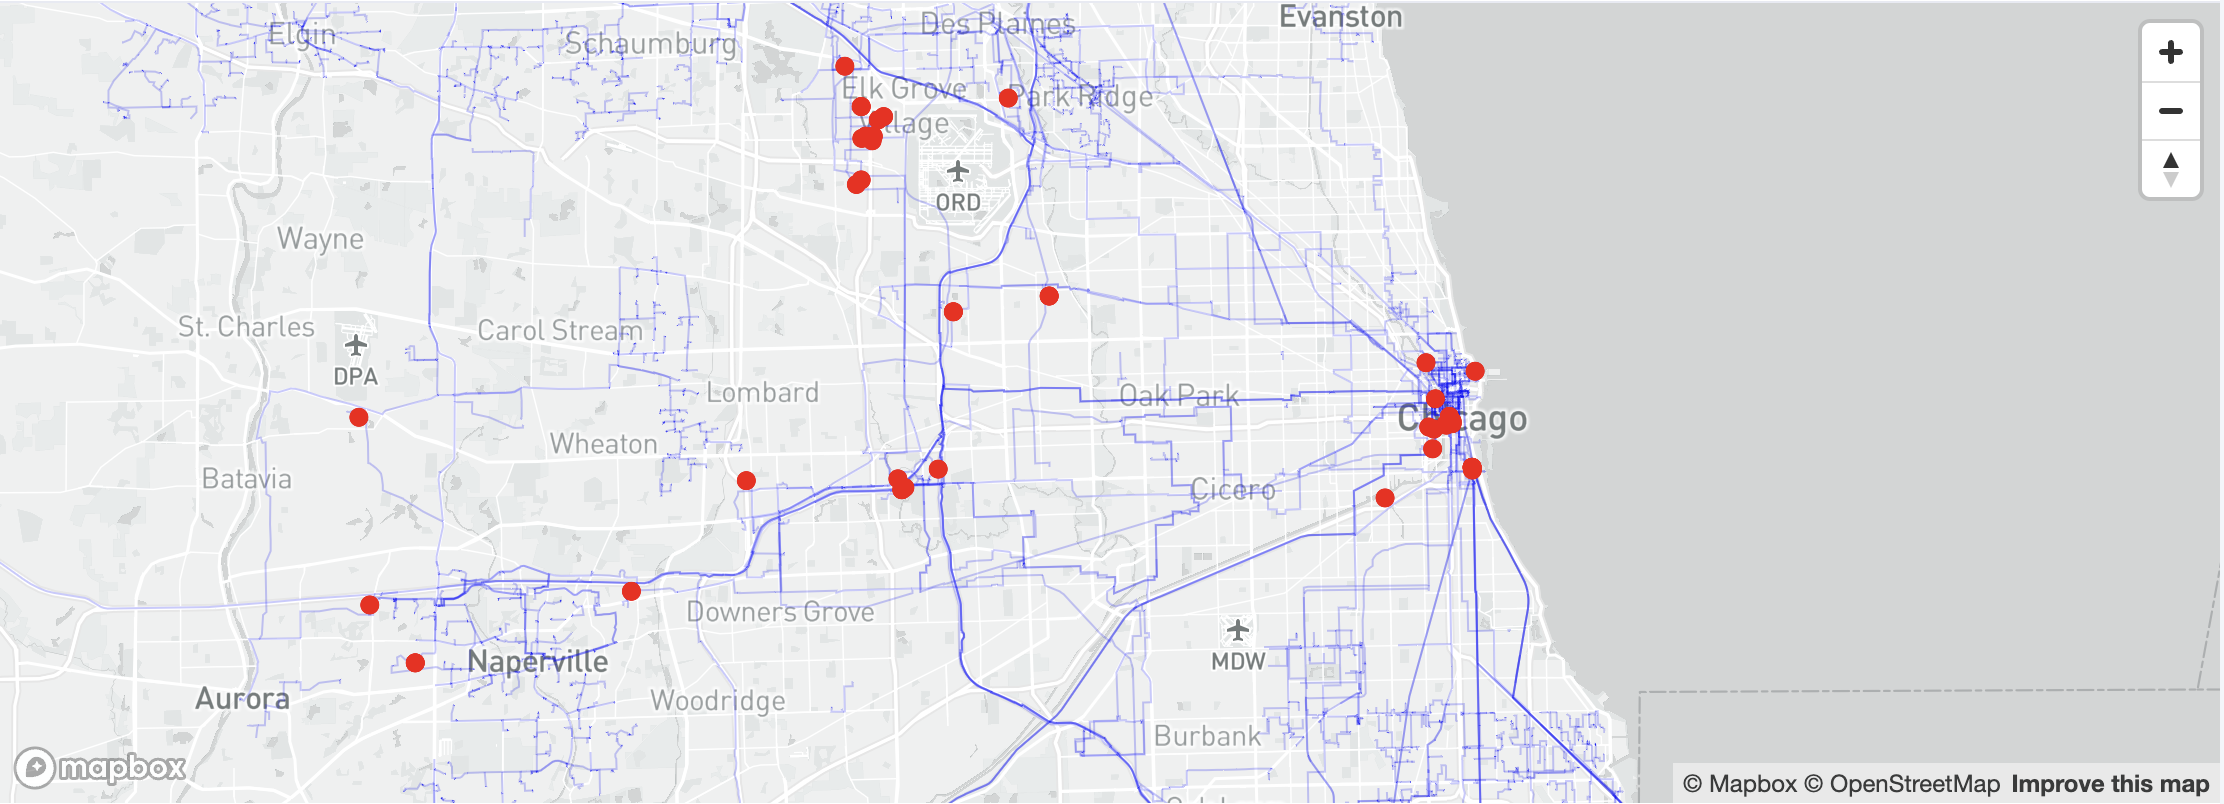 Evanston
Des Plaines
Elgin
Schaumburg
Elk Grove
Village
Park Ridge
ORD
Wayne
St. Charles
Carol Stream
DPA
Lombard
Oak Park
Chicago
Wheaton
Batavia
Cicero
Downers Grove
MDW
Naperville
Aurora
Woodridge
Burbank
mapbox
© Mapbox © OpenStreetMap Improve this map